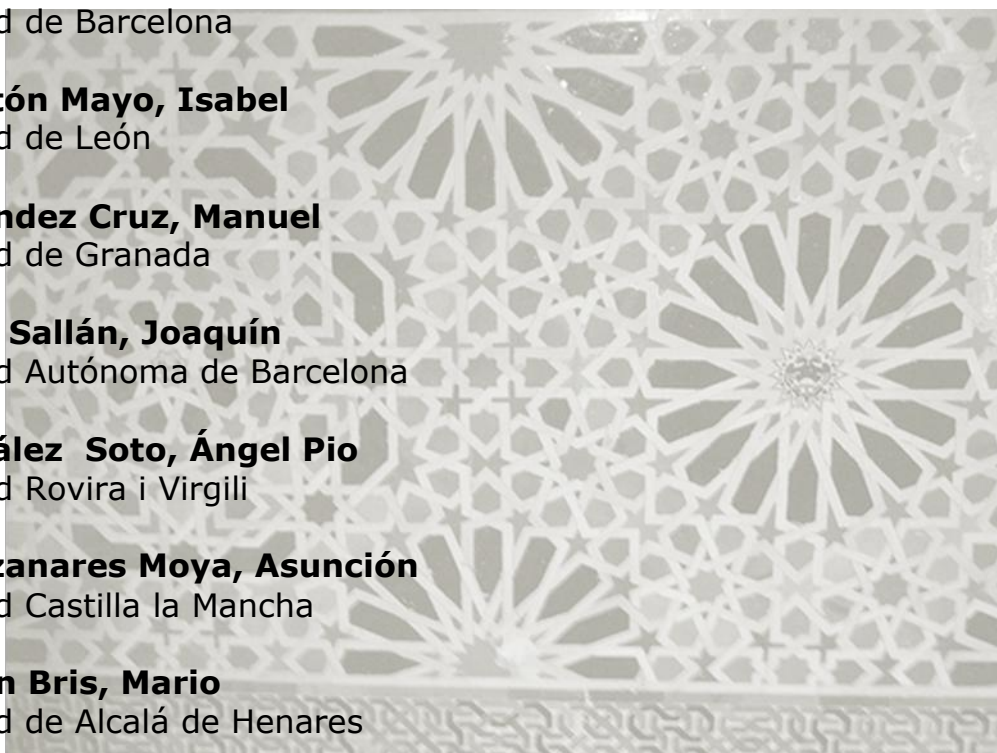 d de Barcelona
tón Mayo, Isabel
d de León
ndez Cruz, Manuel
d de Granada
Sallán, Joaquín
d Autónoma de Barcelona
ález Soto, Ángel Pio
d Rovira i Virgili
zanares Moya, Asunción
d Castilla la Mancha
n Bris, Mario
d de Alcalá de Henares